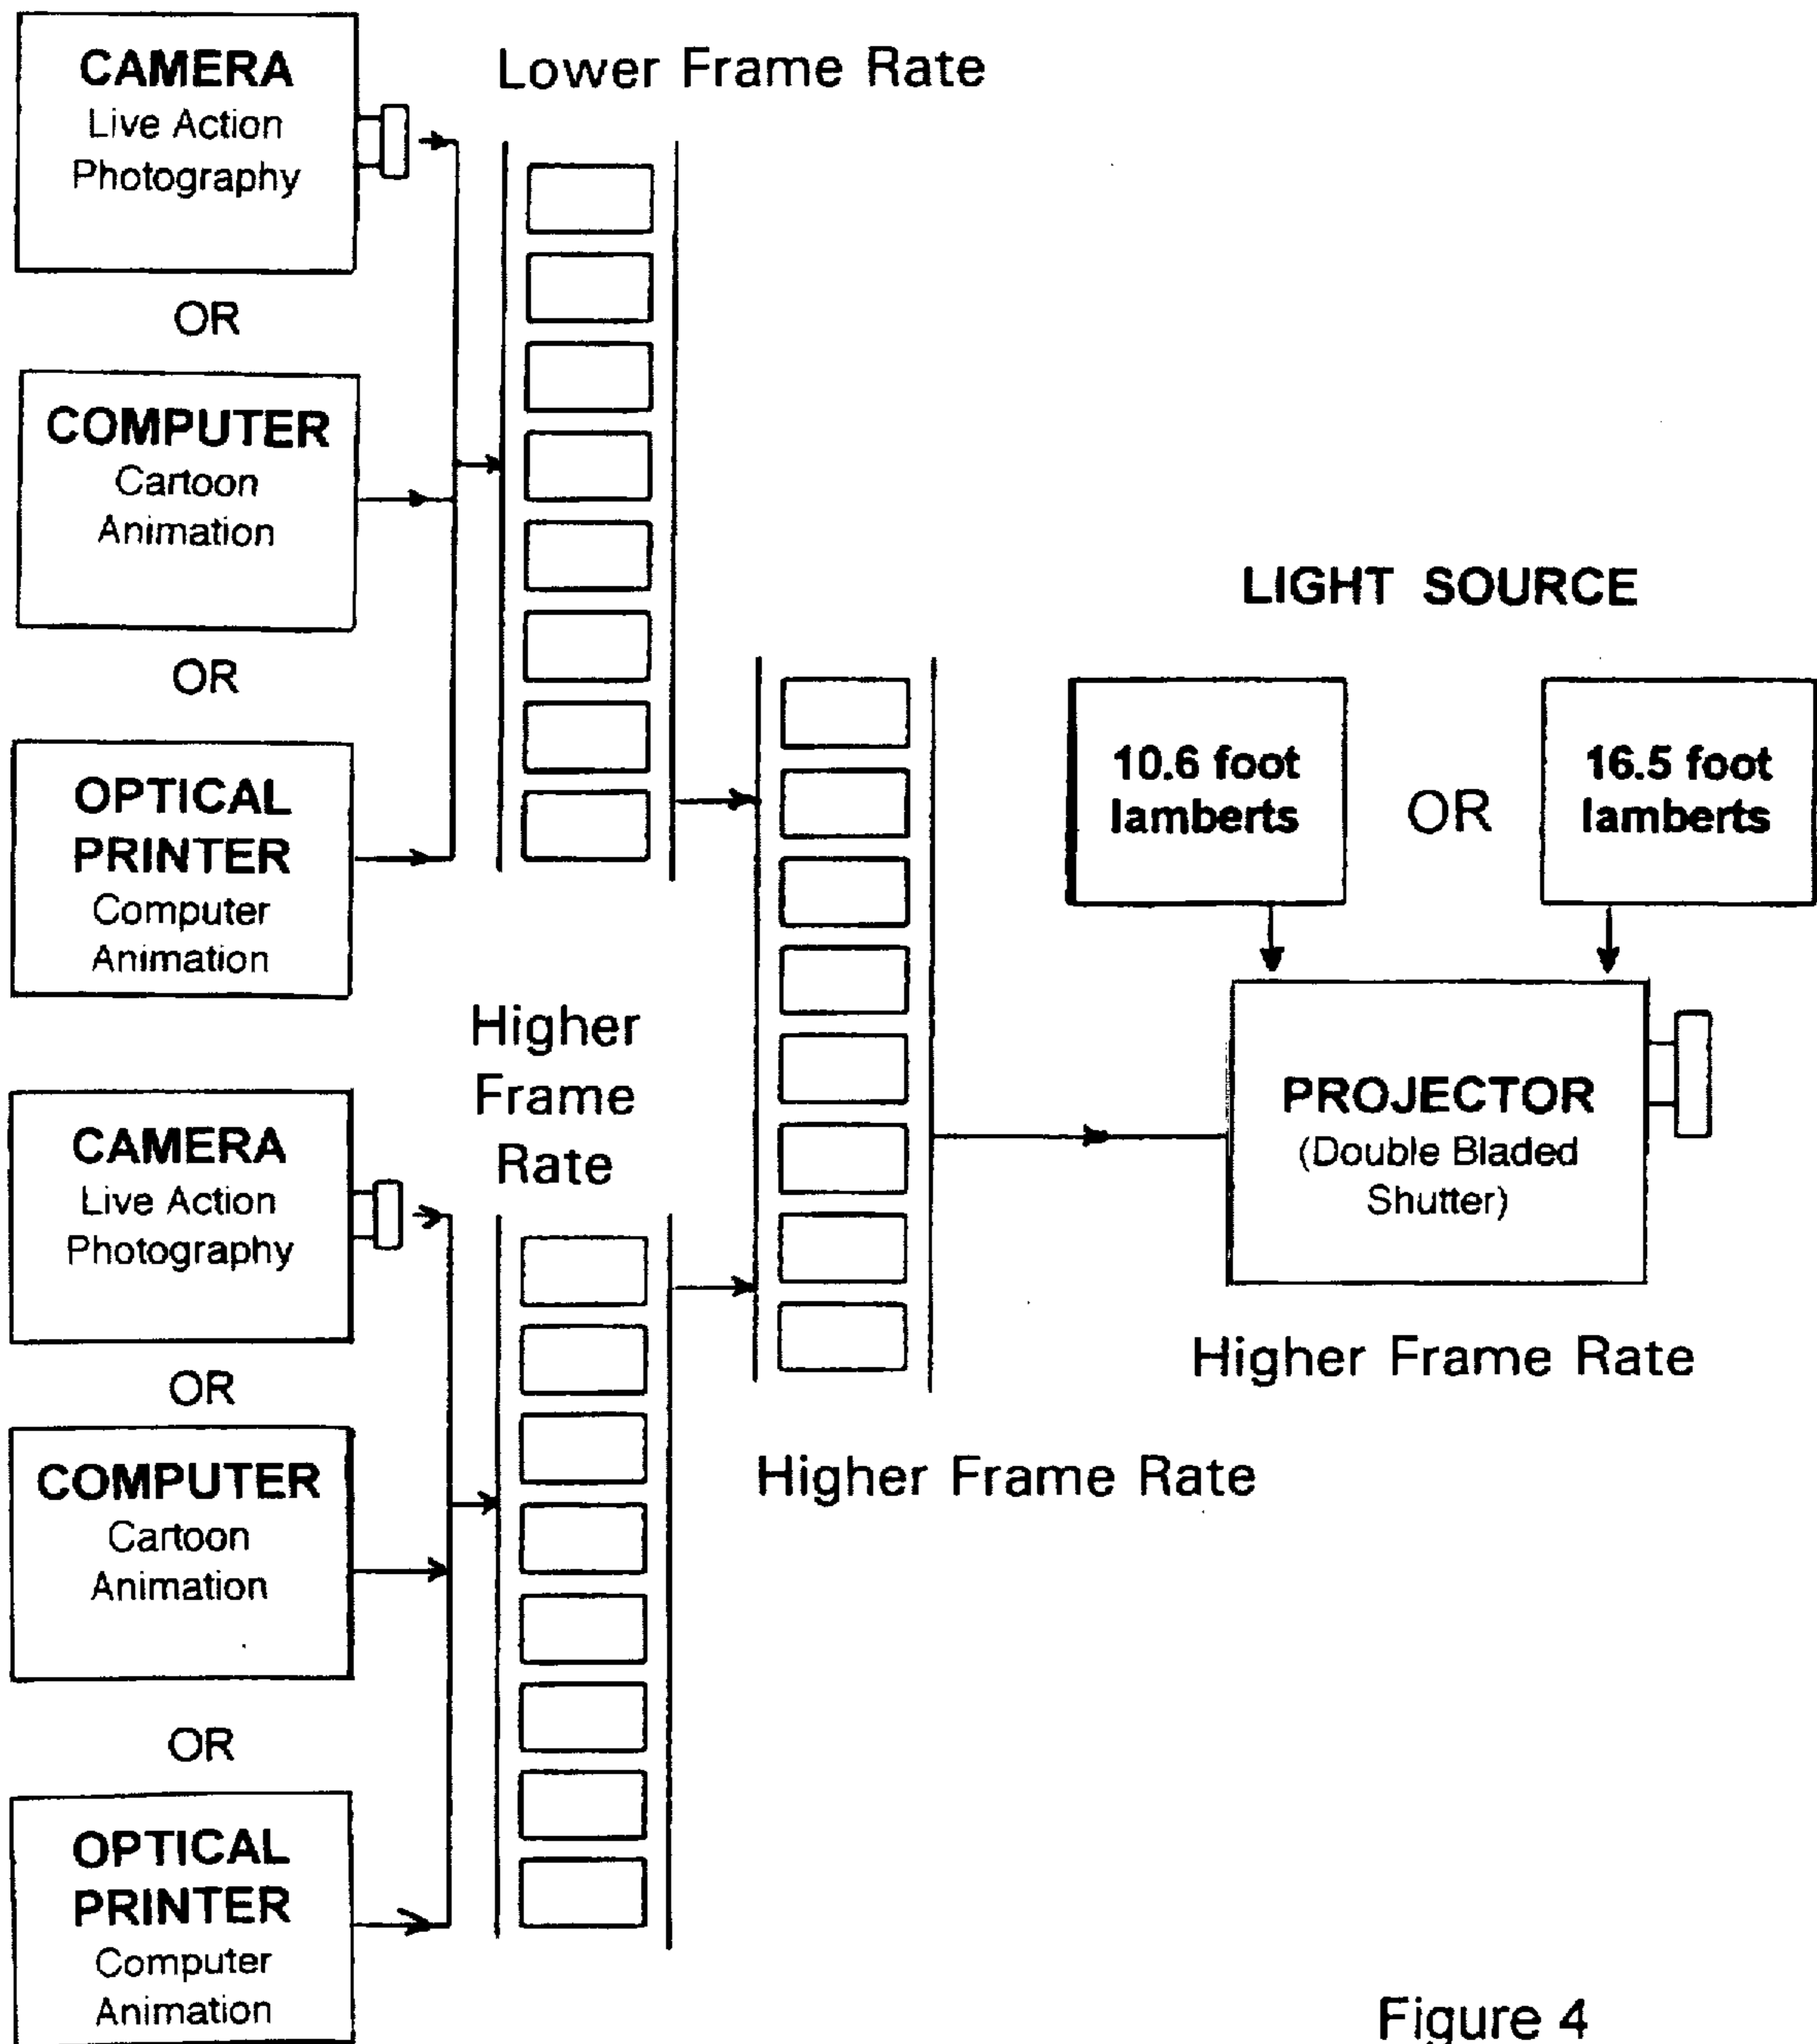 CAMERA
Live Action
Photography
OR
COMPUTER
Cartoon
Animation
OR
OPTICAL
PRINTER
Computer
Animation
Lower Frame Rate
CAMERA
Live Action
Photography
OR
COMPUTER
Cartoon
Animation
OR
OPTICAL
PRINTER
Computer
Animation
Higher
Frame
Rate
Higher Frame Rate
LIGHT SOURCE
10.6 foot
lamberts
OR
16.5 foot
lamberts
PROJECTOR
(Double Bladed
Shutter)
Higher Frame Rate
Figure 4